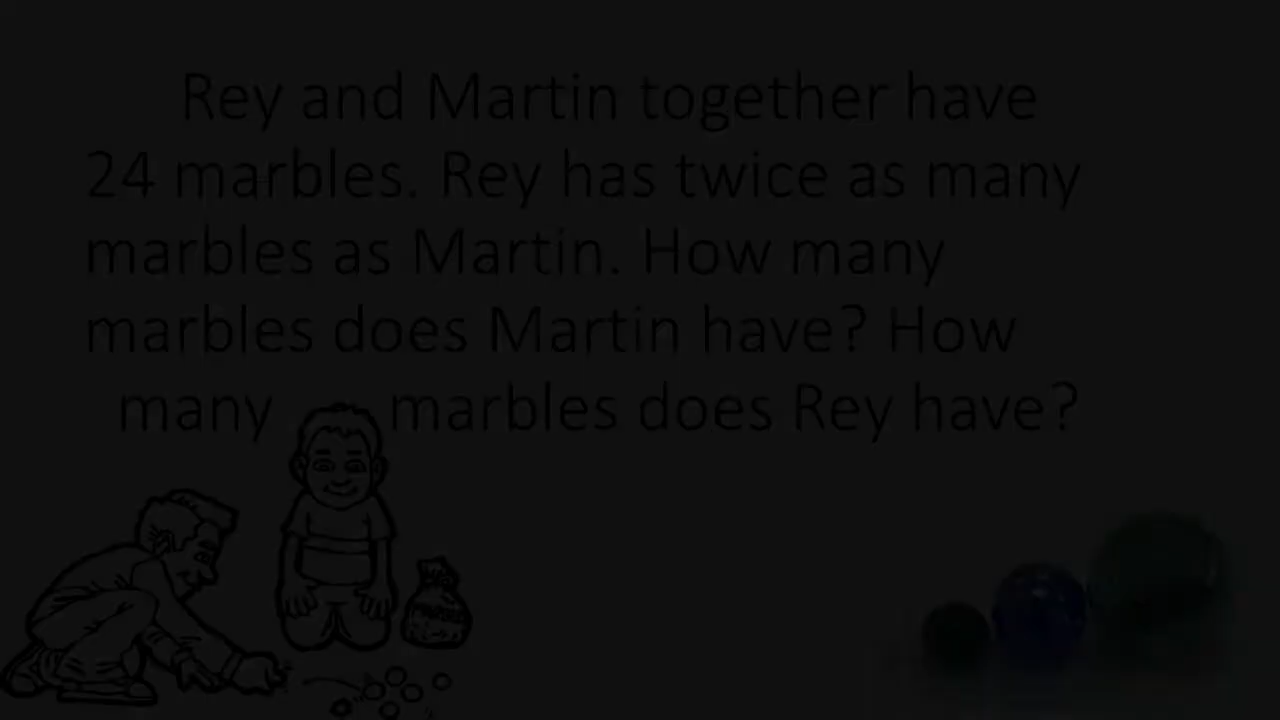 Rey and Martin together have
24 marbles. Rey has twice as many
marbles as Martin. How many
marbles does Martin have? How
many marbles does Rey have?